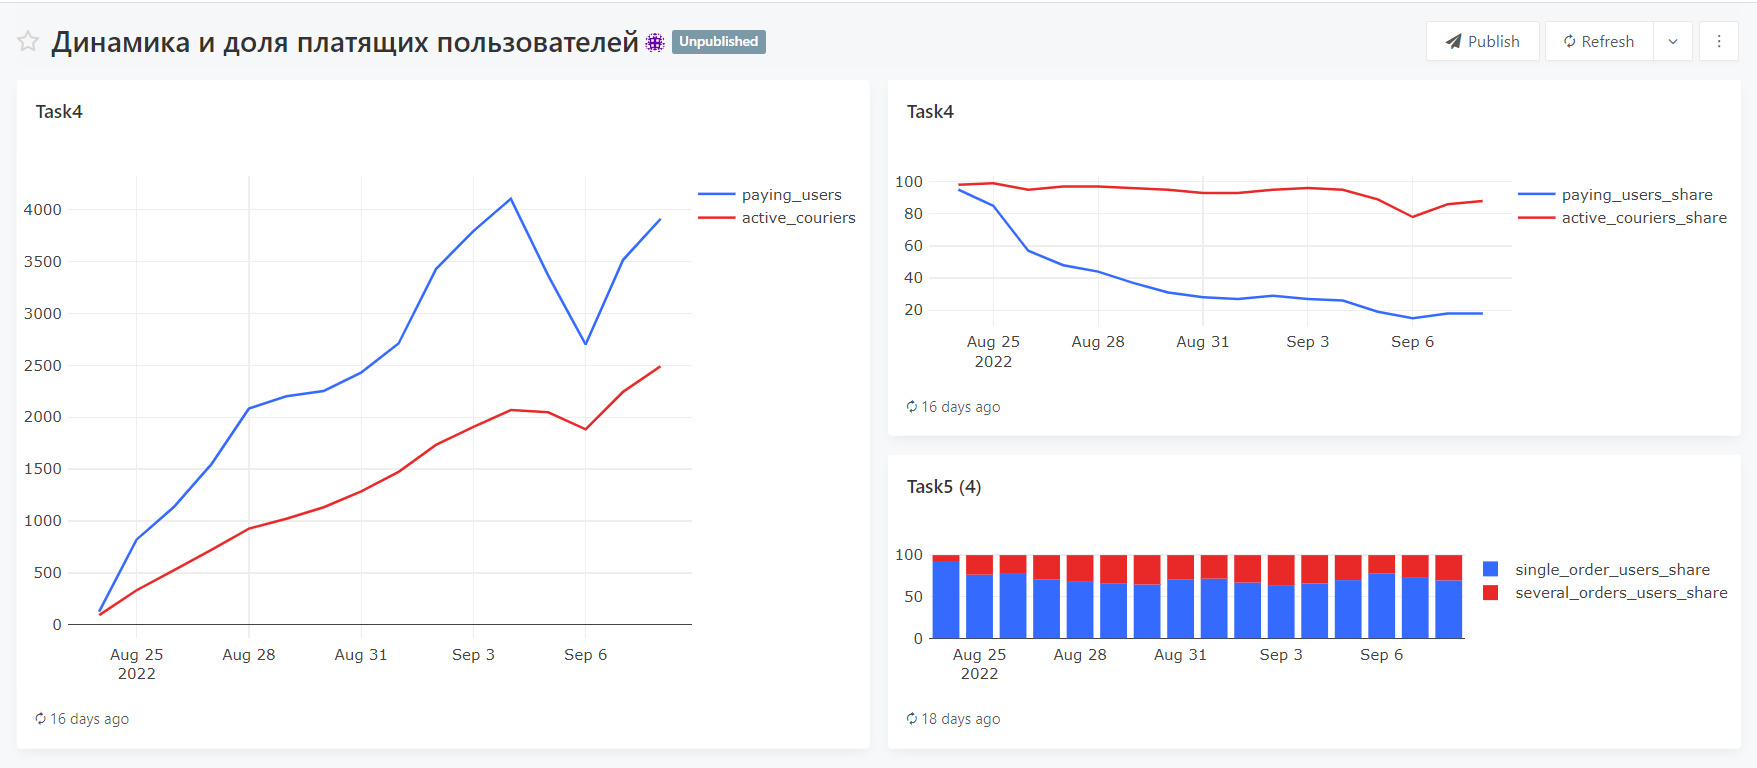 Динамика и доля платящих пользователей Unpublished
Publish
Refresh
Task4
4000
3500
3000
2500
2000
1500
1000
500
0
Aug 25
2022
Aug 28
Aug 31
Sep 3
Sep 6
paying_users
active_couriers
16 days ago
Task4
100
80
60
40
20
Aug 25
2022
Aug 28
Aug 31
Sep 3
Sep 6
paying_users_share
active_couriers_share
16 days ago
Task5 (4)
100
50
0
Aug 25
2022
Aug 28
Aug 31
Sep 3
Sep 6
single_order_users_share
several_orders_users_share
18 days ago